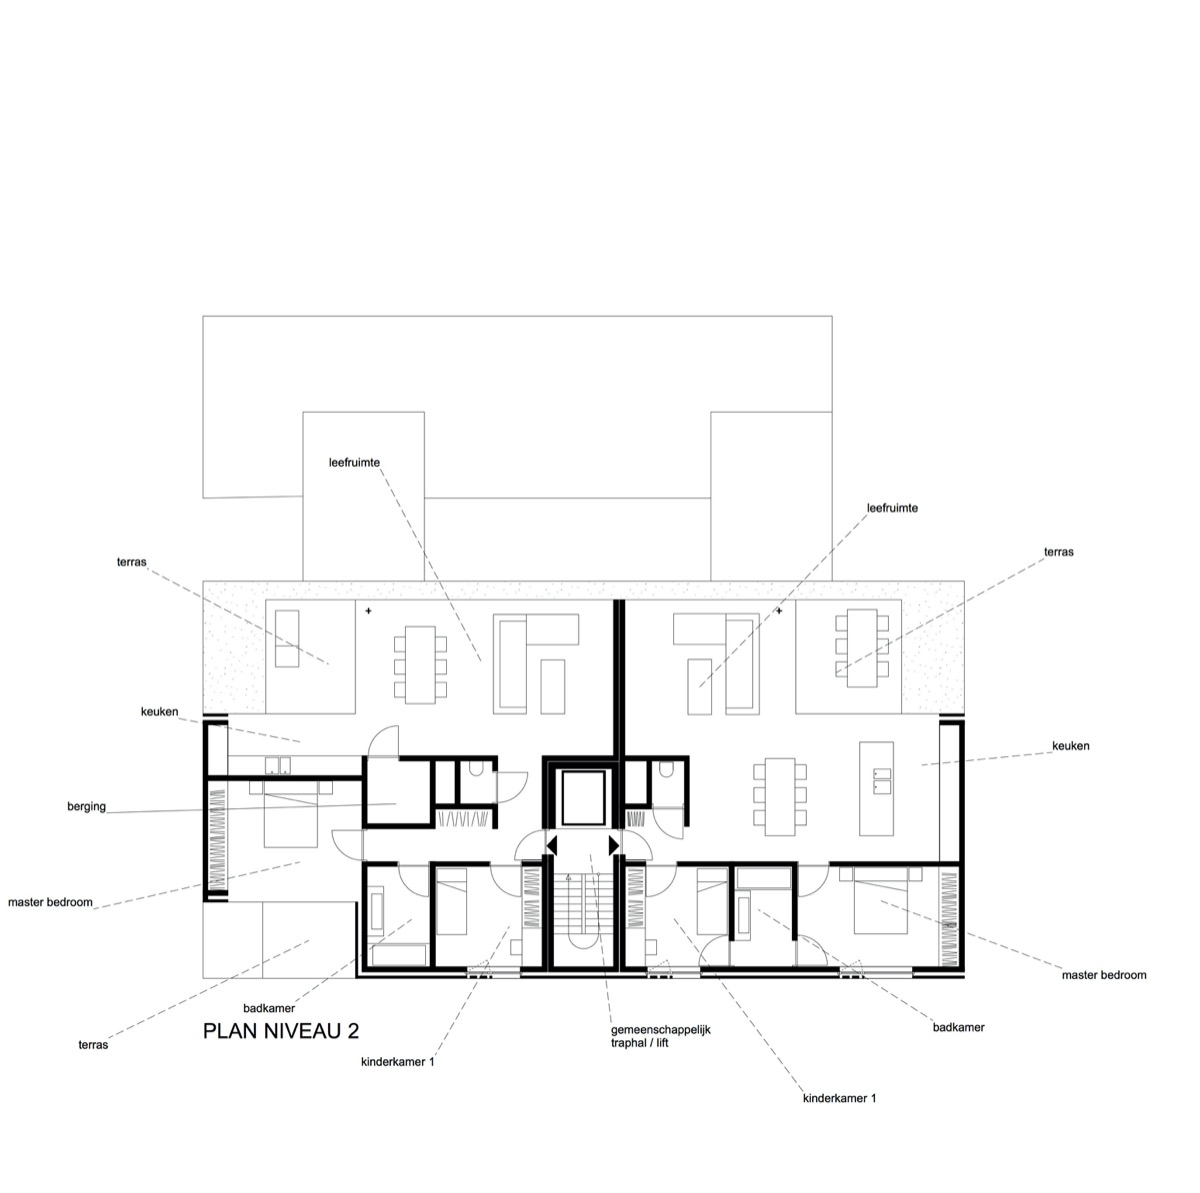 leefruimte
leefruimte
terras
terras
keuken
keuken
berging
master bedroom
master bedroom
badkamer
PLAN NIVEAU 2
badkamer
gemeenschappelijk
traphal / lift
terras
kinderkamer 1
kinderkamer 1